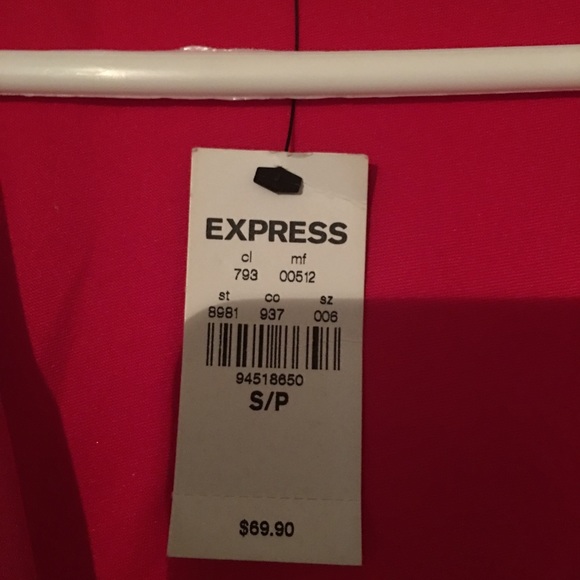 EXPRESS
cl mf
793 00512
st co sz
8981 937 006
94518650
S/P
$69.90